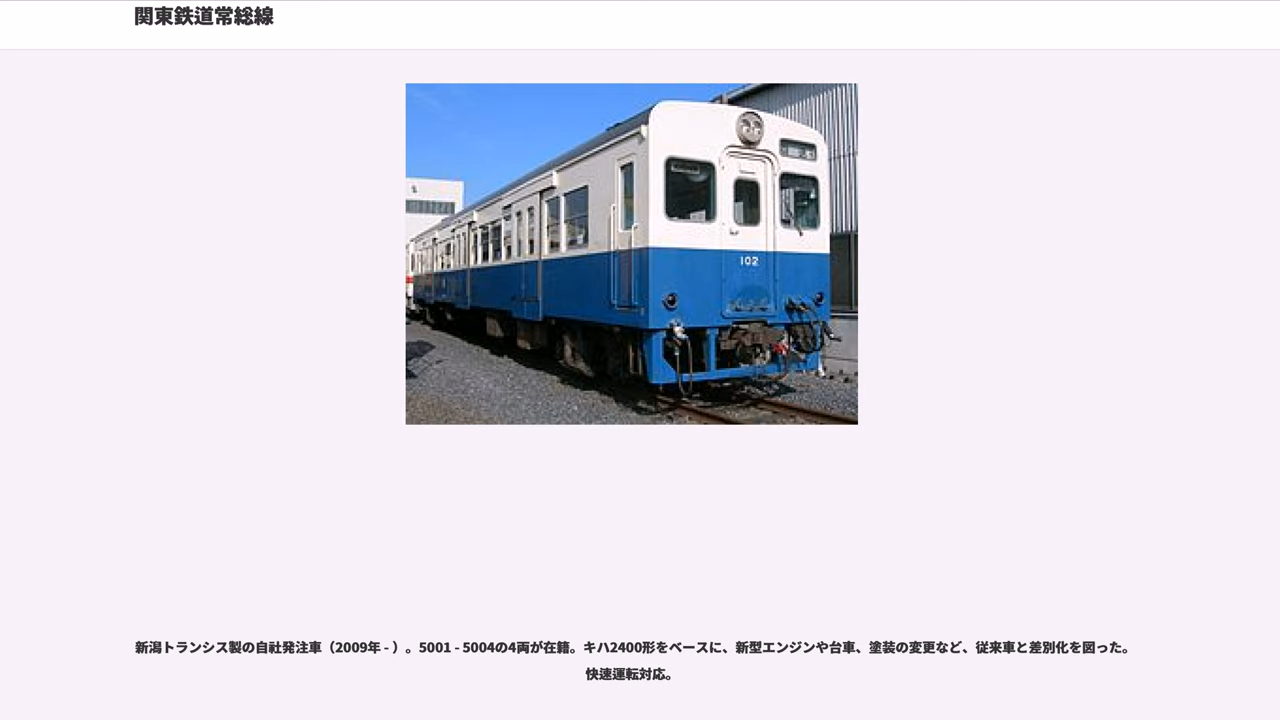 関東鉄道常総線
102
新潟トランシス製の自社発注車（2009年 - ）。5001 - 5004の4両が在籍。キハ2400形をベースに、新型エンジンや台車、塗装の変更など、従来車と差別化を図った。
快速運転対応。